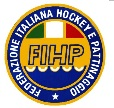 FEDERAZIONE ITALIANA HOCKEY E PATTINAGGIO
FIHP